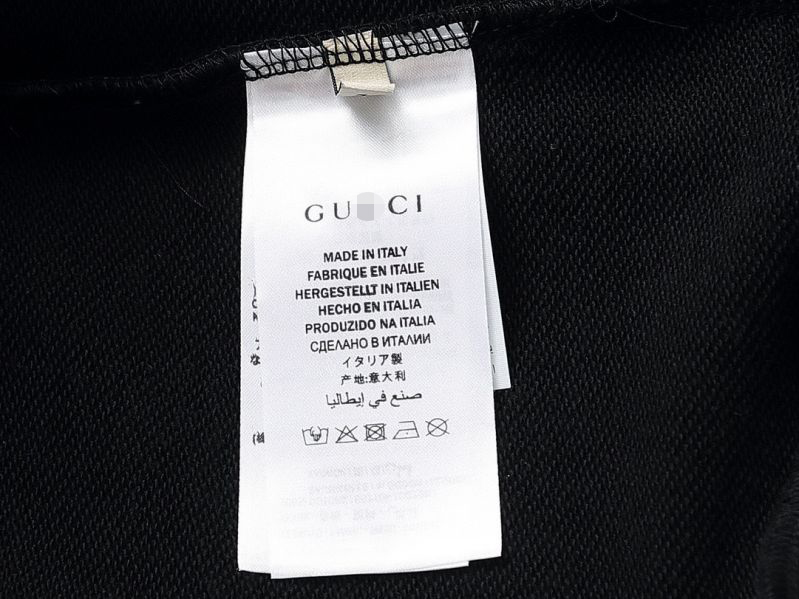 GU CI
MADE IN ITALY
FABRIQUE EN ITALIE
HERGESTELLT IN ITALIEN
HECHO EN ITALIA
PRODUZIDO NA ITALIA
СДЕЛАНО В ИТАЛИИ
イタリア製
产地:意大利
صنع في إيطاليا